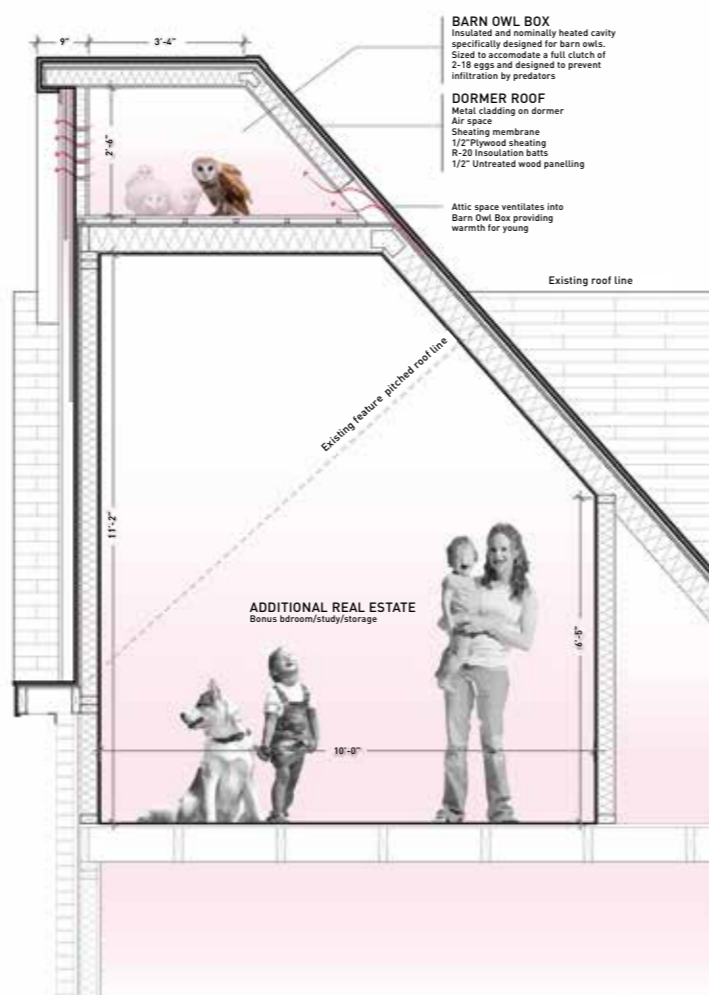 BARN OWL BOX
Insulated and nominally heated cavity
specifically designed for barn owls.
Sized to accomodate a full clutch of
2-18 eggs and designed to prevent
infiltration by predators
DORMER ROOF
Metal cladding on dormer
Air space
Sheating membrane
1/2"Plywood sheating
R-20 Insoulation batts
1/2" Untreated wood panelling
Attic space ventilates into
Barn Owl Box providing
warmth for young
9"
3'-4"
2'-6"
Existing roof line
Existing feature pitched roof line
11'-2"
ADDITIONAL REAL ESTATE
Bonus bdroom/study/storage
6'-5"
10'-0"